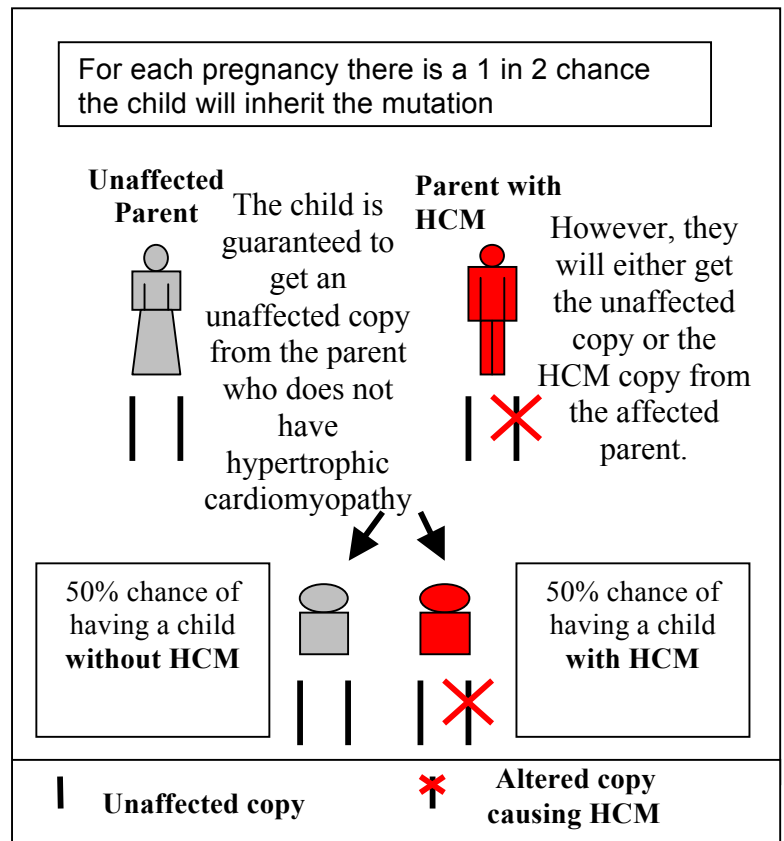 For each pregnancy there is a 1 in 2 chance
the child will inherit the mutation
Unaffected
Parent
The child is
guaranteed to
get an
unaffected copy
from the parent
who does not
have
hypertrophic
cardiomyopathy
Parent with
HCM
However, they
will either get
the unaffected
copy or the
HCM copy from
the affected
parent.
50% chance of
having a child
without HCM
50% chance of
having a child
with HCM
Unaffected copy
Altered copy
causing HCM